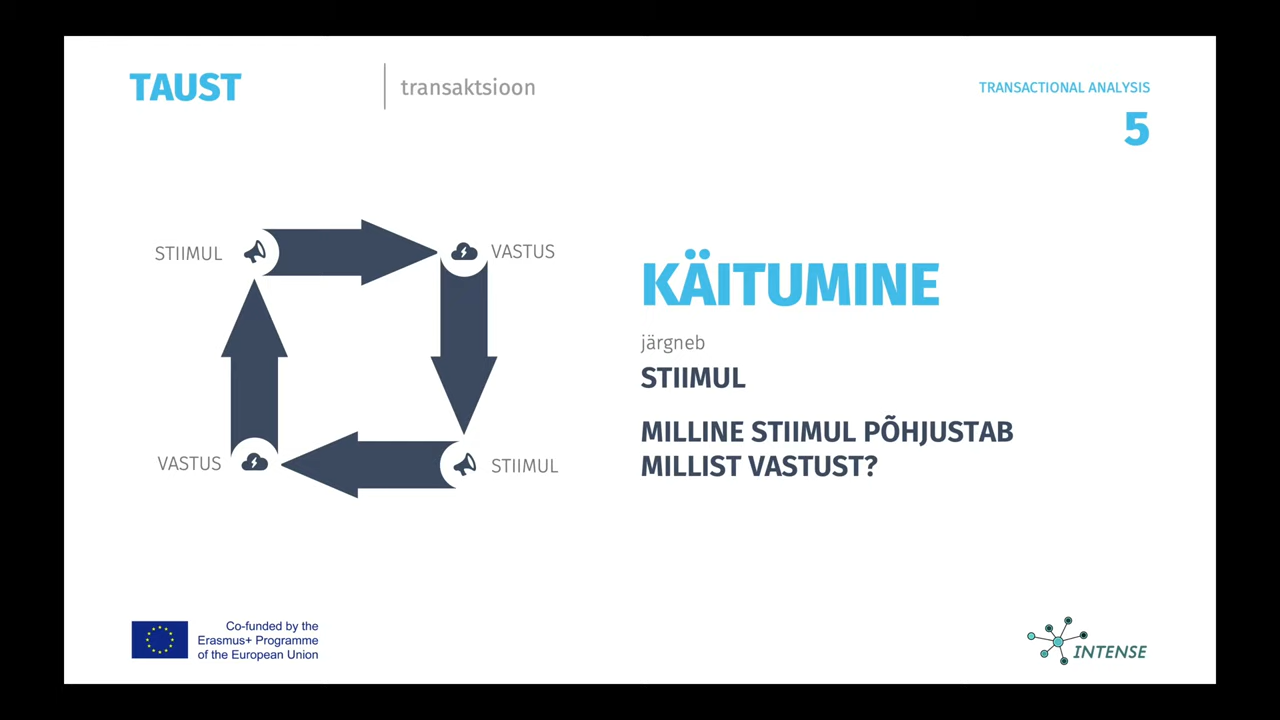 TAUST
transaktsioon
TRANSACTIONAL ANALYSIS
5
STIIMUL
VASTUS
VASTUS
STIIMUL
KÄITUMINE
järgneb
STIIMUL
MILLINE STIIMUL PÕHJUSTAB
MILLIST VASTUST?
Co-funded by the
Erasmus+ Programme
of the European Union
INTENSE